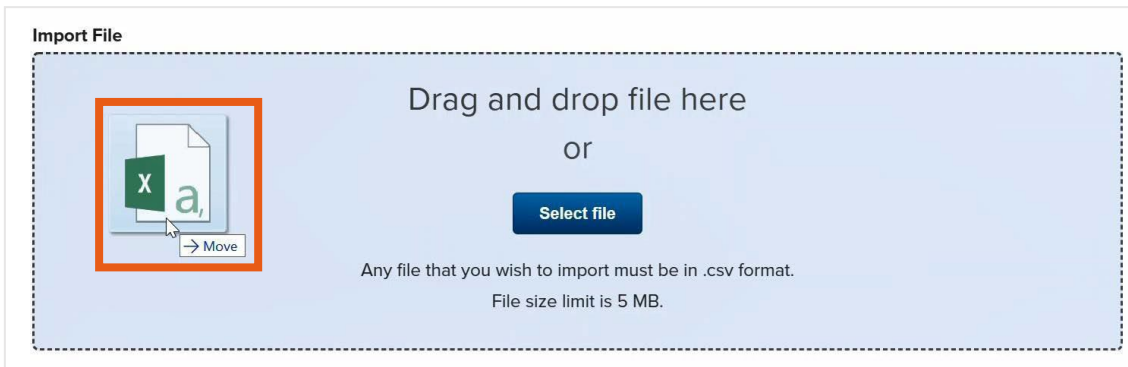 Import File
Drag and drop file here
or
X
a,
Select file
→ Move
Any file that you wish to import must be in .csv format.
File size limit is 5 MB.